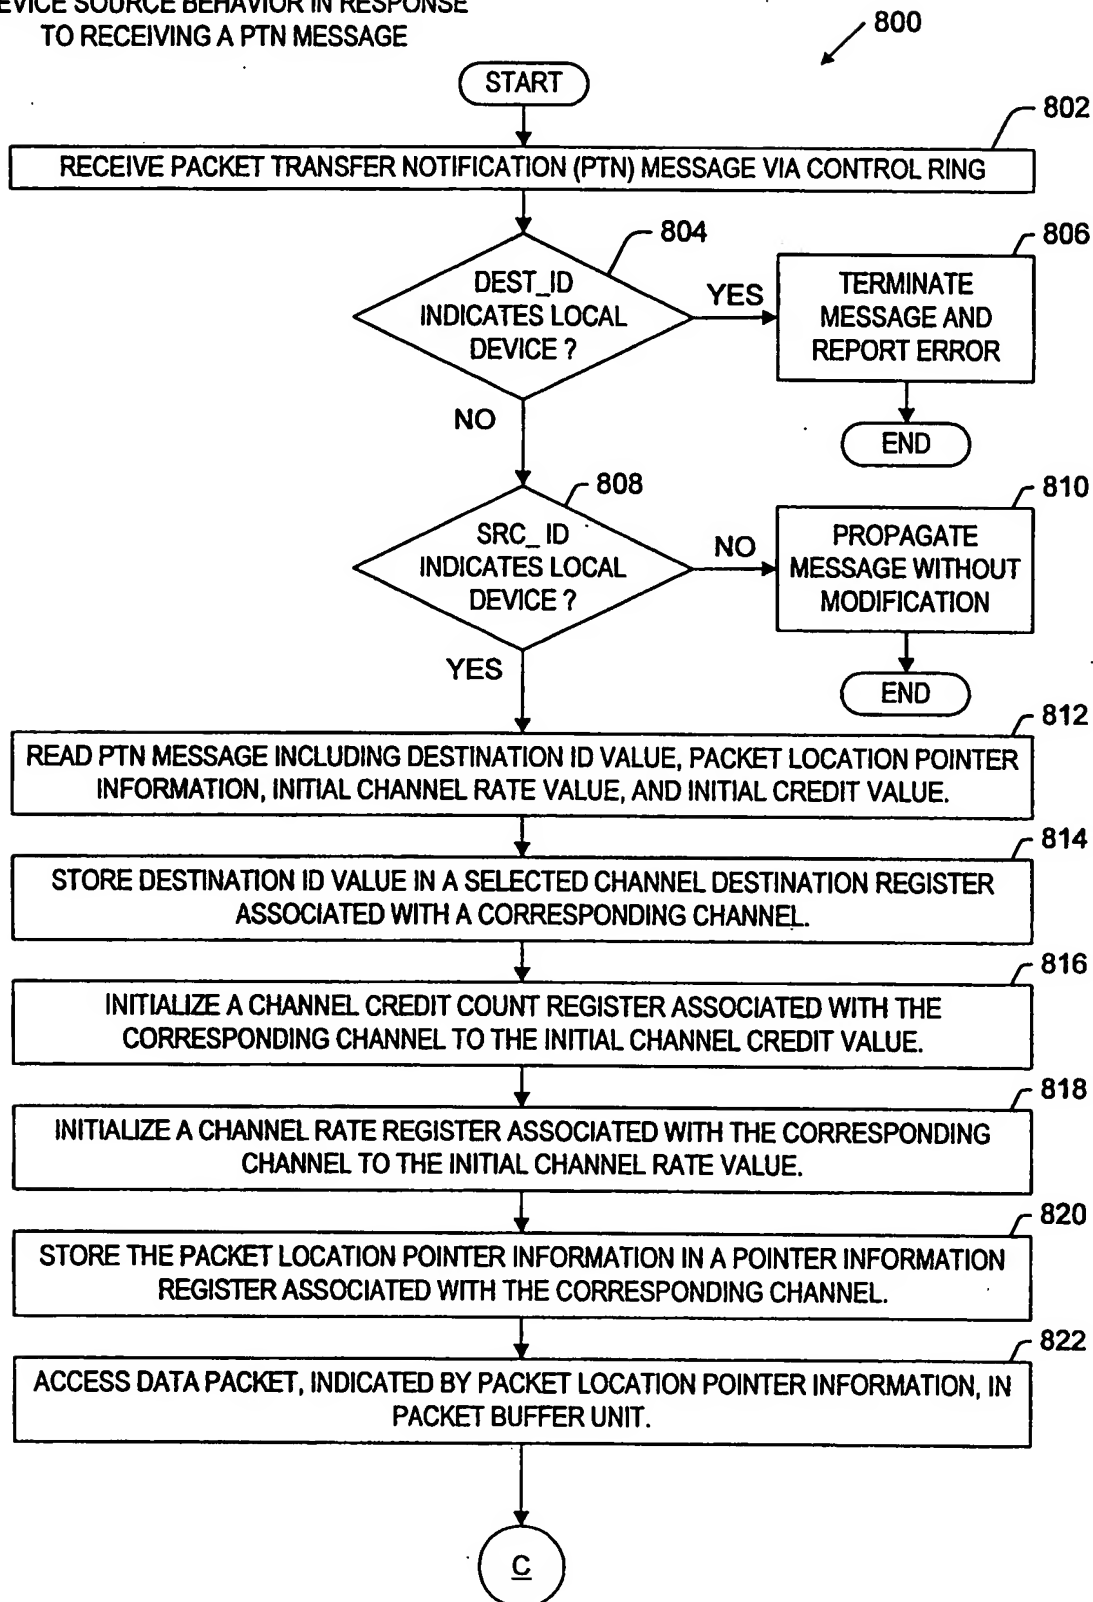 DEVICE SOURCE BEHAVIOR IN RESPONSE
TO RECEIVING A PTN MESSAGE
800
START
802
RECEIVE PACKET TRANSFER NOTIFICATION (PTN) MESSAGE VIA CONTROL RING
804
DEST_ID
INDICATES LOCAL
DEVICE ?
YES
806
TERMINATE
MESSAGE AND
REPORT ERROR
END
NO
808
SRC_ ID
INDICATES LOCAL
DEVICE ?
NO
810
PROPAGATE
MESSAGE WITHOUT
MODIFICATION
END
YES
812
READ PTN MESSAGE INCLUDING DESTINATION ID VALUE, PACKET LOCATION POINTER
INFORMATION, INITIAL CHANNEL RATE VALUE, AND INITIAL CREDIT VALUE.
814
STORE DESTINATION ID VALUE IN A SELECTED CHANNEL DESTINATION REGISTER
ASSOCIATED WITH A CORRESPONDING CHANNEL.
816
INITIALIZE A CHANNEL CREDIT COUNT REGISTER ASSOCIATED WITH THE
CORRESPONDING CHANNEL TO THE INITIAL CHANNEL CREDIT VALUE.
818
INITIALIZE A CHANNEL RATE REGISTER ASSOCIATED WITH THE CORRESPONDING
CHANNEL TO THE INITIAL CHANNEL RATE VALUE.
820
STORE THE PACKET LOCATION POINTER INFORMATION IN A POINTER INFORMATION
REGISTER ASSOCIATED WITH THE CORRESPONDING CHANNEL.
822
ACCESS DATA PACKET, INDICATED BY PACKET LOCATION POINTER INFORMATION, IN
PACKET BUFFER UNIT.
C